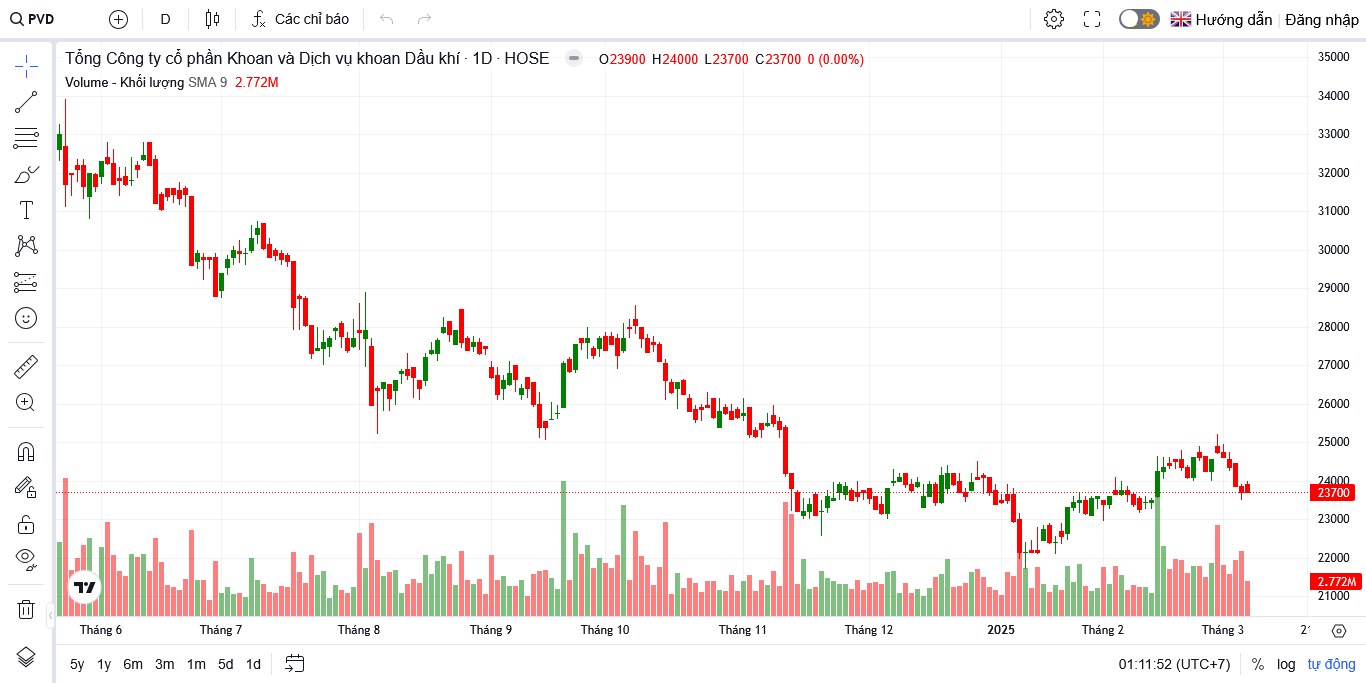 PVD D Các chỉ báo Hướng dẫn Đăng nhập
Tổng Công ty cổ phần Khoan và Dịch vụ khoan Dầu khí · 1D · HOSE O23900 H24000 L23700 C23700 0 (0.00%)
Volume - Khối lượng SMA 9 2.772M
35000
34000
33000
32000
31000
30000
29000
28000
27000
26000
25000
24000
23700
23000
22000
2.772M
21000
Tháng 6 Tháng 7 Tháng 8 Tháng 9 Tháng 10 Tháng 11 Tháng 12 2025 Tháng 2 Tháng 3
5y 1y 6m 3m 1m 5d 1d 01:11:52 (UTC+7) % log tự động